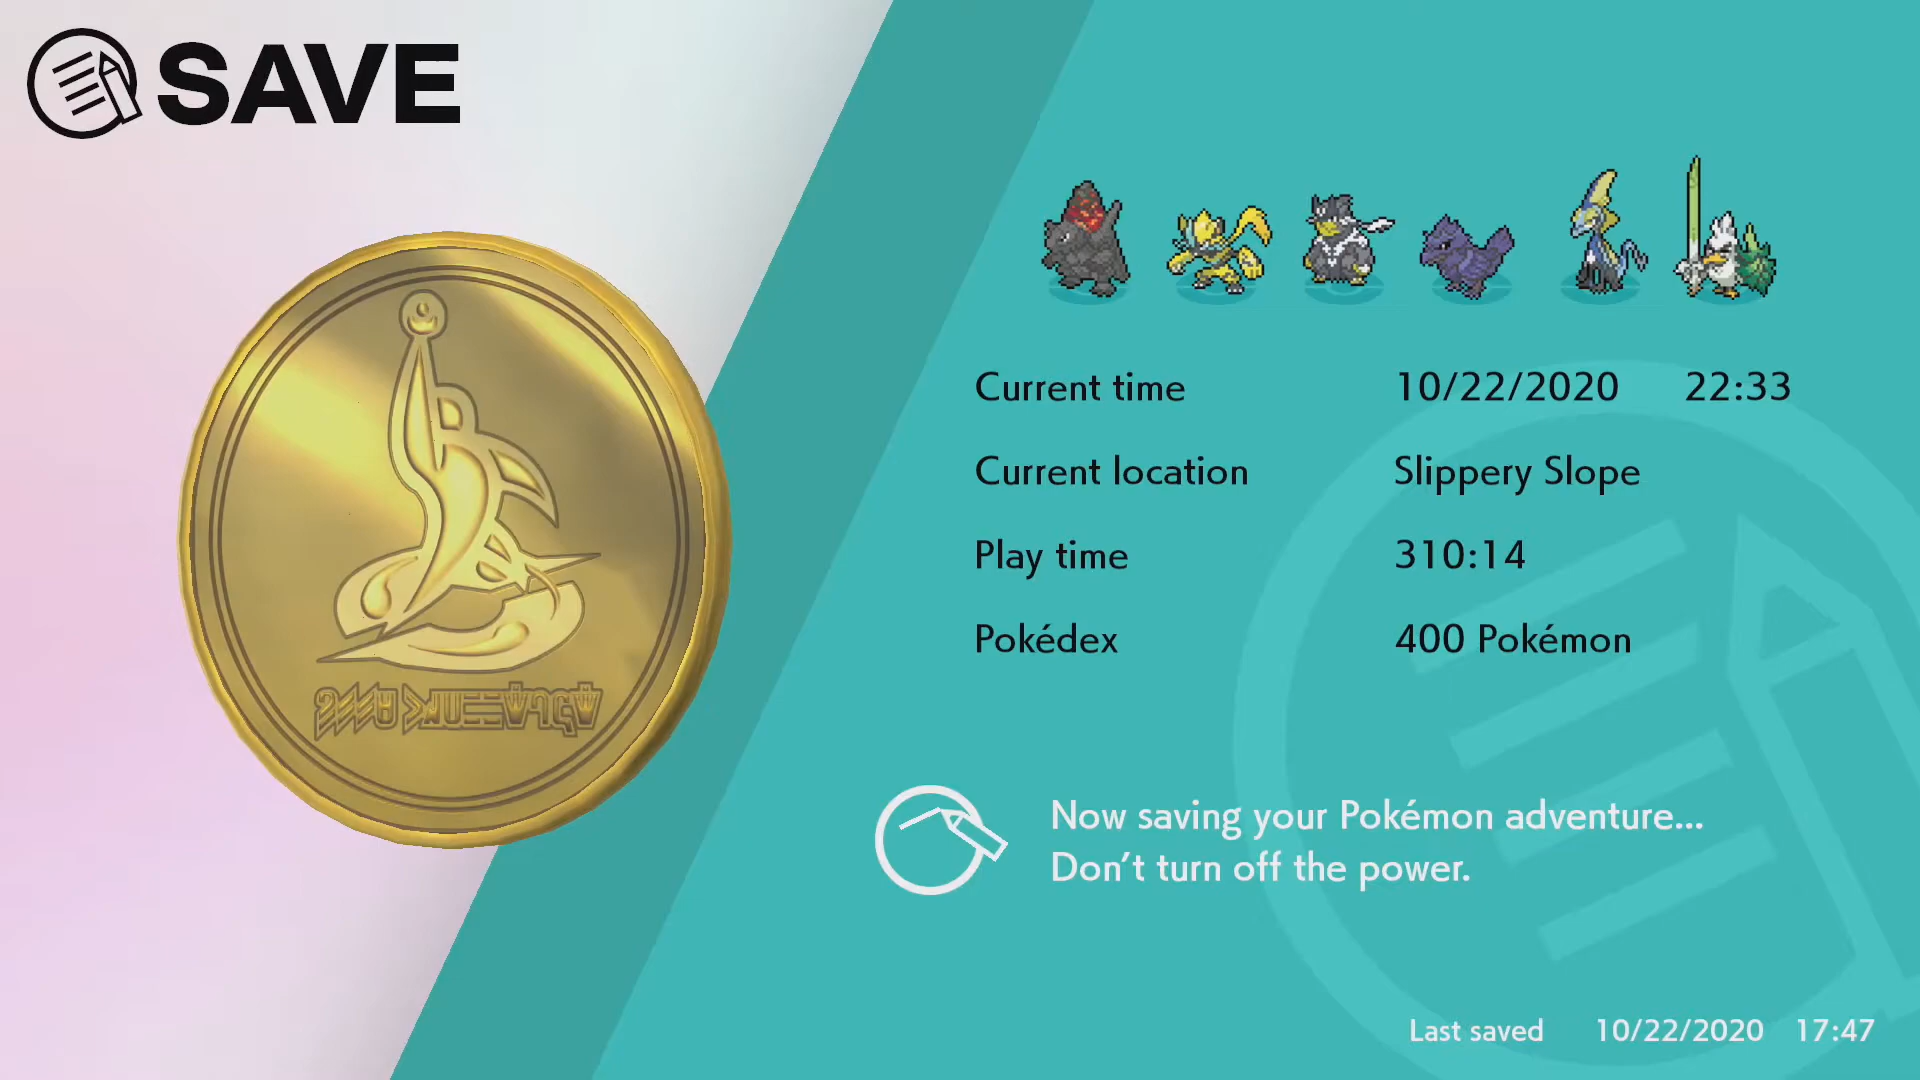 SAVE
Current time 10/22/2020 22:33
Current location Slippery Slope
Play time 310:14
Pokédex 400 Pokémon
Now saving your Pokémon adventure...
Don't turn off the power.
Last saved 10/22/2020 17:47